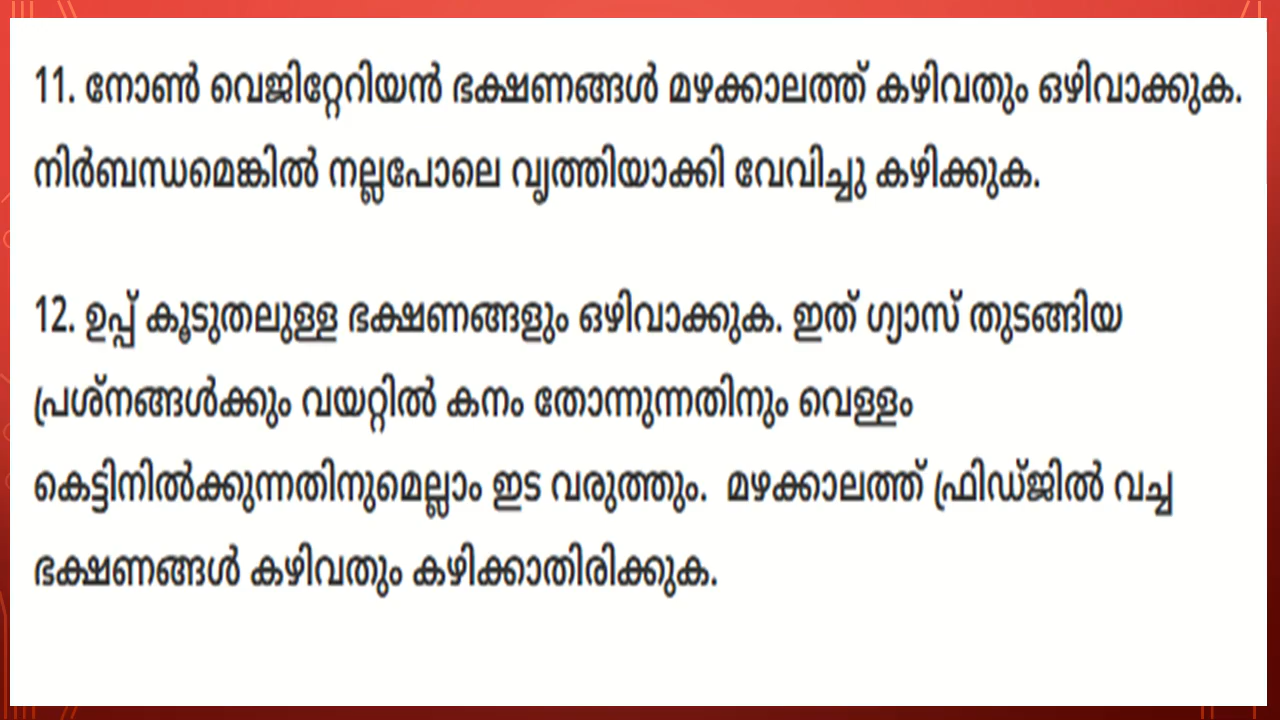 11. നോൺ വെജിറ്റേറിയൻ ഭക്ഷണങ്ങൾ മഴക്കാലത്ത് കഴിവതും ഒഴിവാക്കുക.
നിർബന്ധമെങ്കിൽ നല്ലപോലെ വൃത്തിയാക്കി വേവിച്ചു കഴിക്കുക.
12. ഉപ്പ് കൂടുതലുള്ള ഭക്ഷണങ്ങളും ഒഴിവാക്കുക. ഇത് ഗ്യാസ് തുടങ്ങിയ
പ്രശ്നങ്ങൾക്കും വയറ്റിൽ കനം തോന്നുന്നതിനും വെള്ളം
കെട്ടിനിൽക്കുന്നതിനുമെല്ലാം ഇട വരുത്തും. മഴക്കാലത്ത് ഫ്രിഡ്ജിൽ വച്ച
ഭക്ഷണങ്ങൾ കഴിവതും കഴിക്കാതിരിക്കുക.